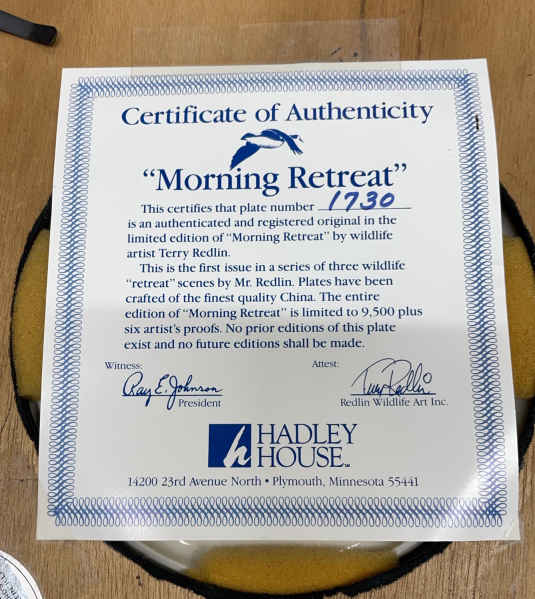 Certificate of Authenticity
“Morning Retreat”
This certifies that plate number 1730
is an authenticated and registered original in the
limited edition of “Morning Retreat” by wildlife
artist Terry Redlin.
This is the first issue in a series of three wildlife
“retreat” scenes by Mr. Redlin. Plates have been
crafted of the finest quality China. The entire
edition of “Morning Retreat” is limited to 9,500 plus
six artist’s proofs. No prior editions of this plate
exist and no future editions shall be made.
Witness: Attest:
Ray E. Johnson Terry Redlin
President Redlin Wildlife Art Inc.
h HADLEY
HOUSE™
14200 23rd Avenue North • Plymouth, Minnesota 55441